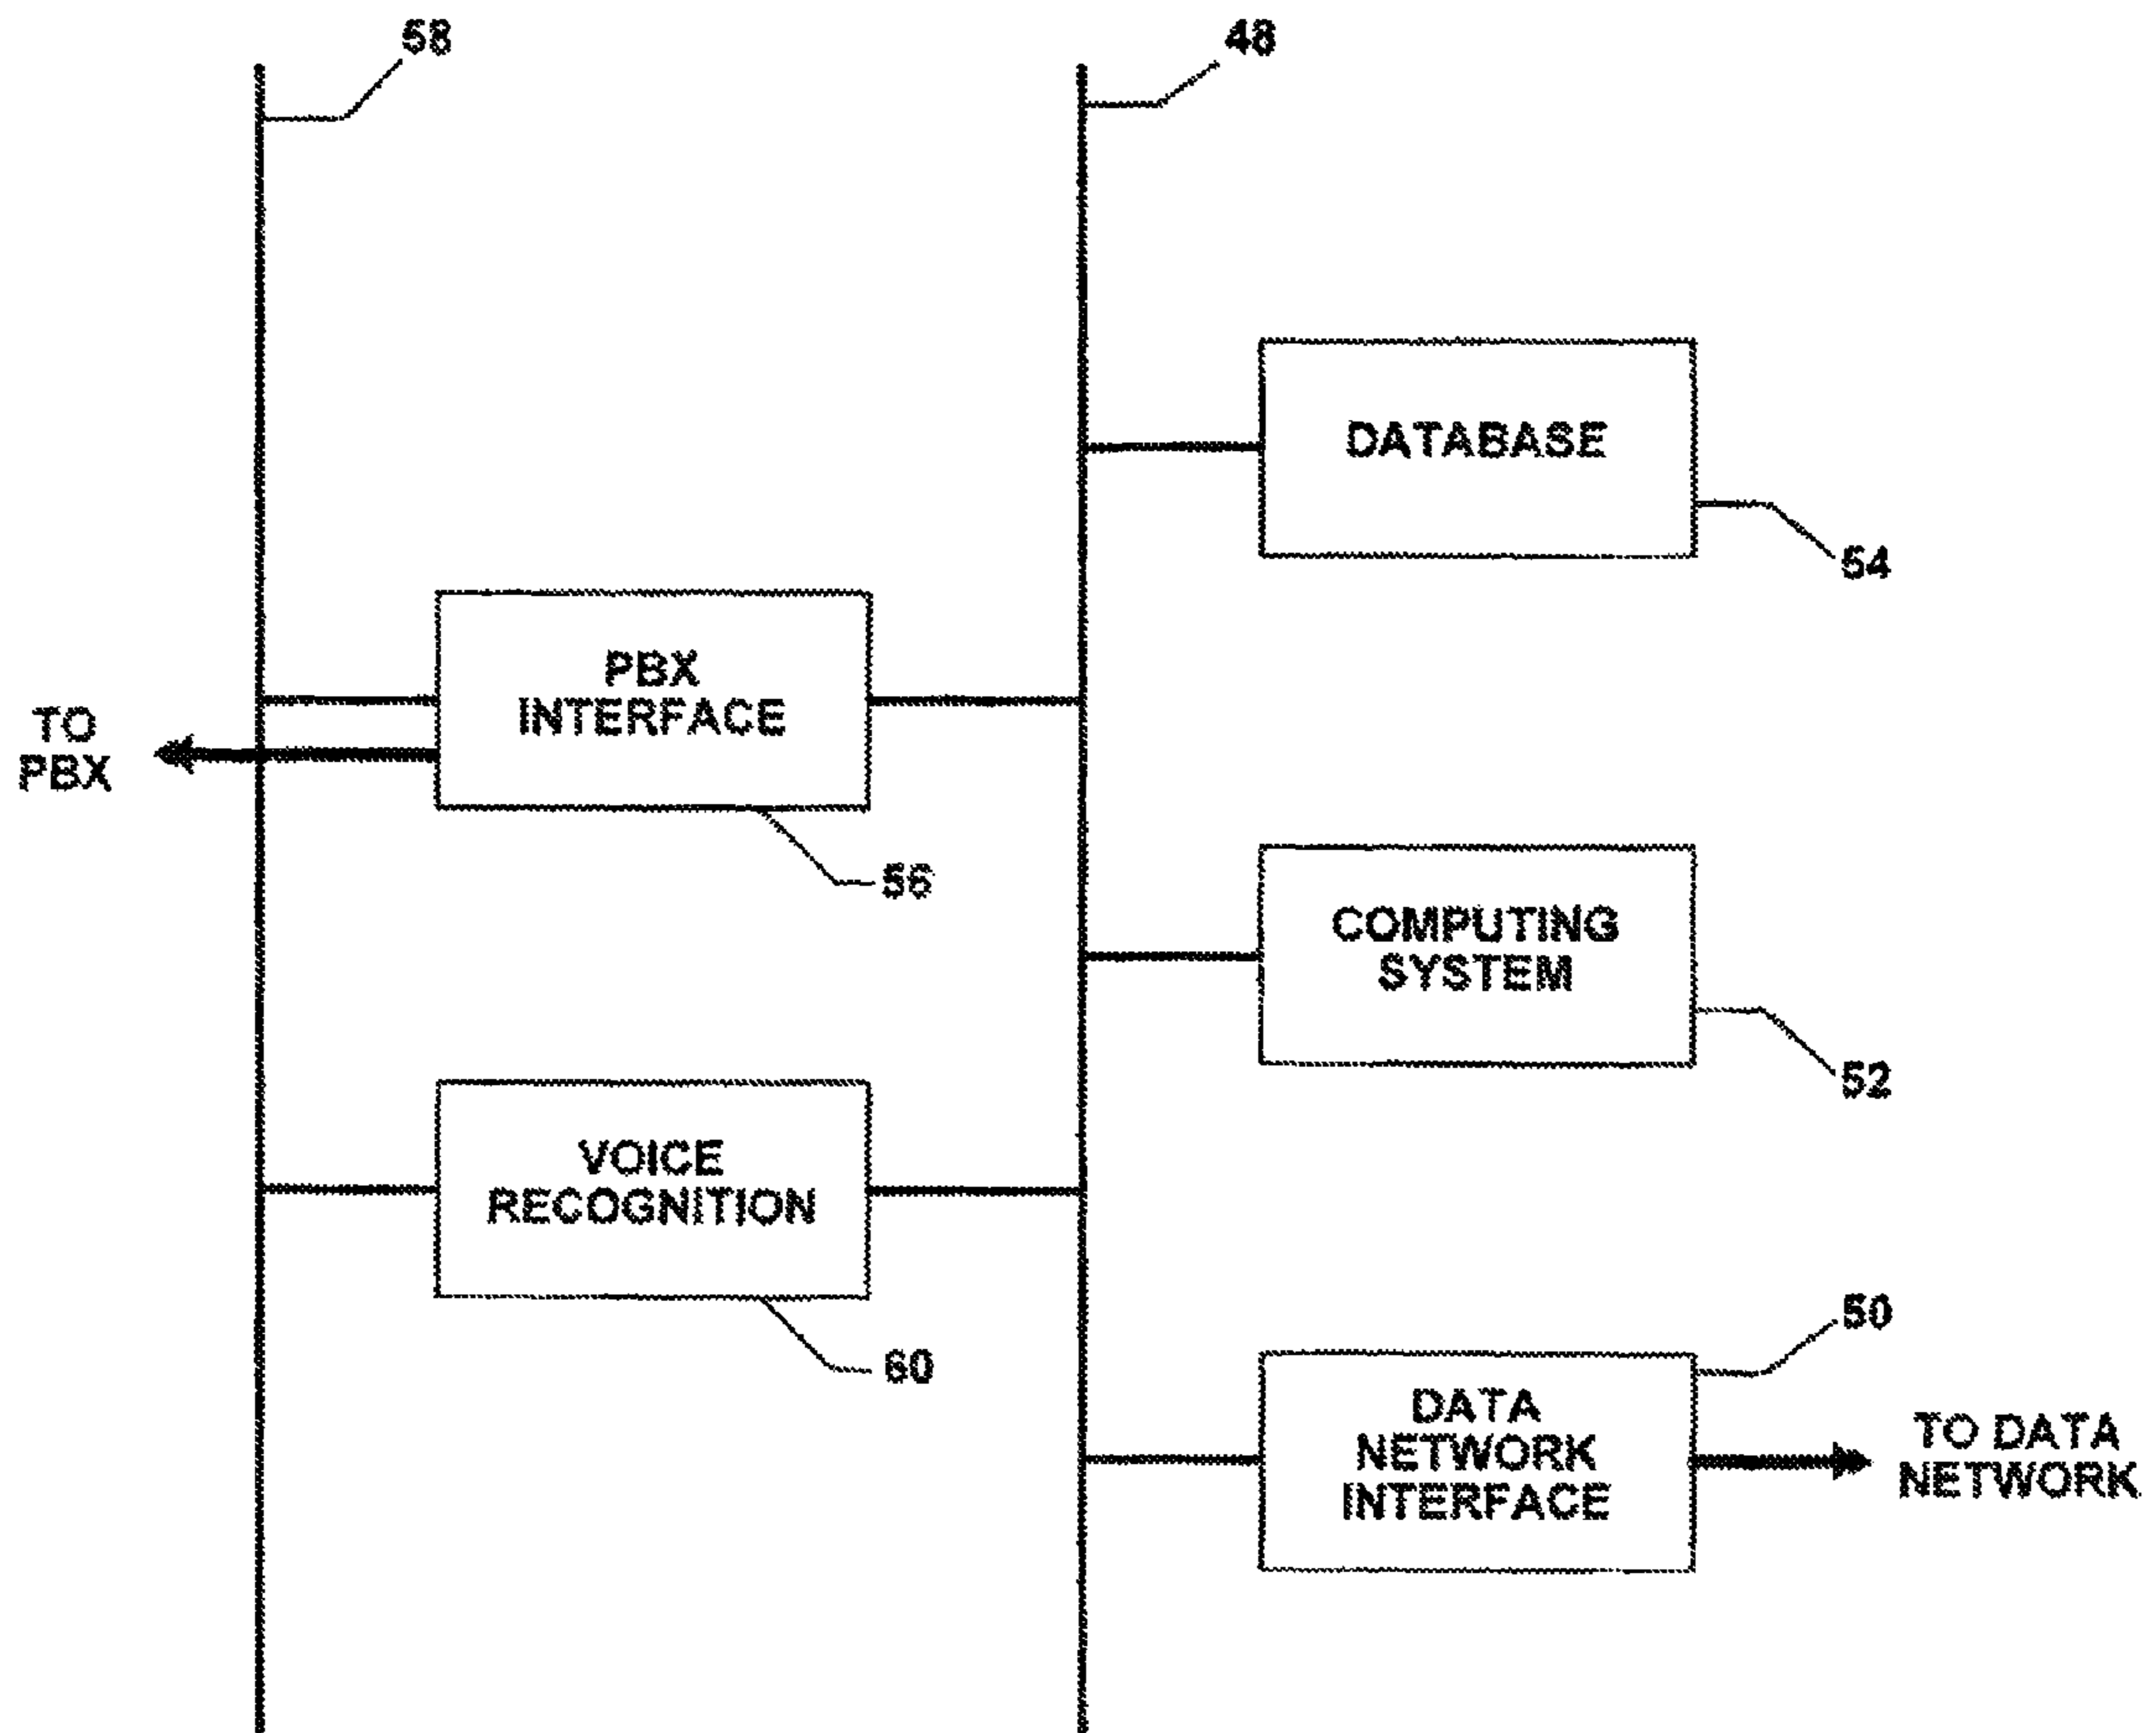 58
48
DATABASE
54
PBX
INTERFACE
TO
PBX
56
COMPUTING
SYSTEM
52
VOICE
RECOGNITION
60
50
DATA
NETWORK
INTERFACE
TO DATA
NETWORK